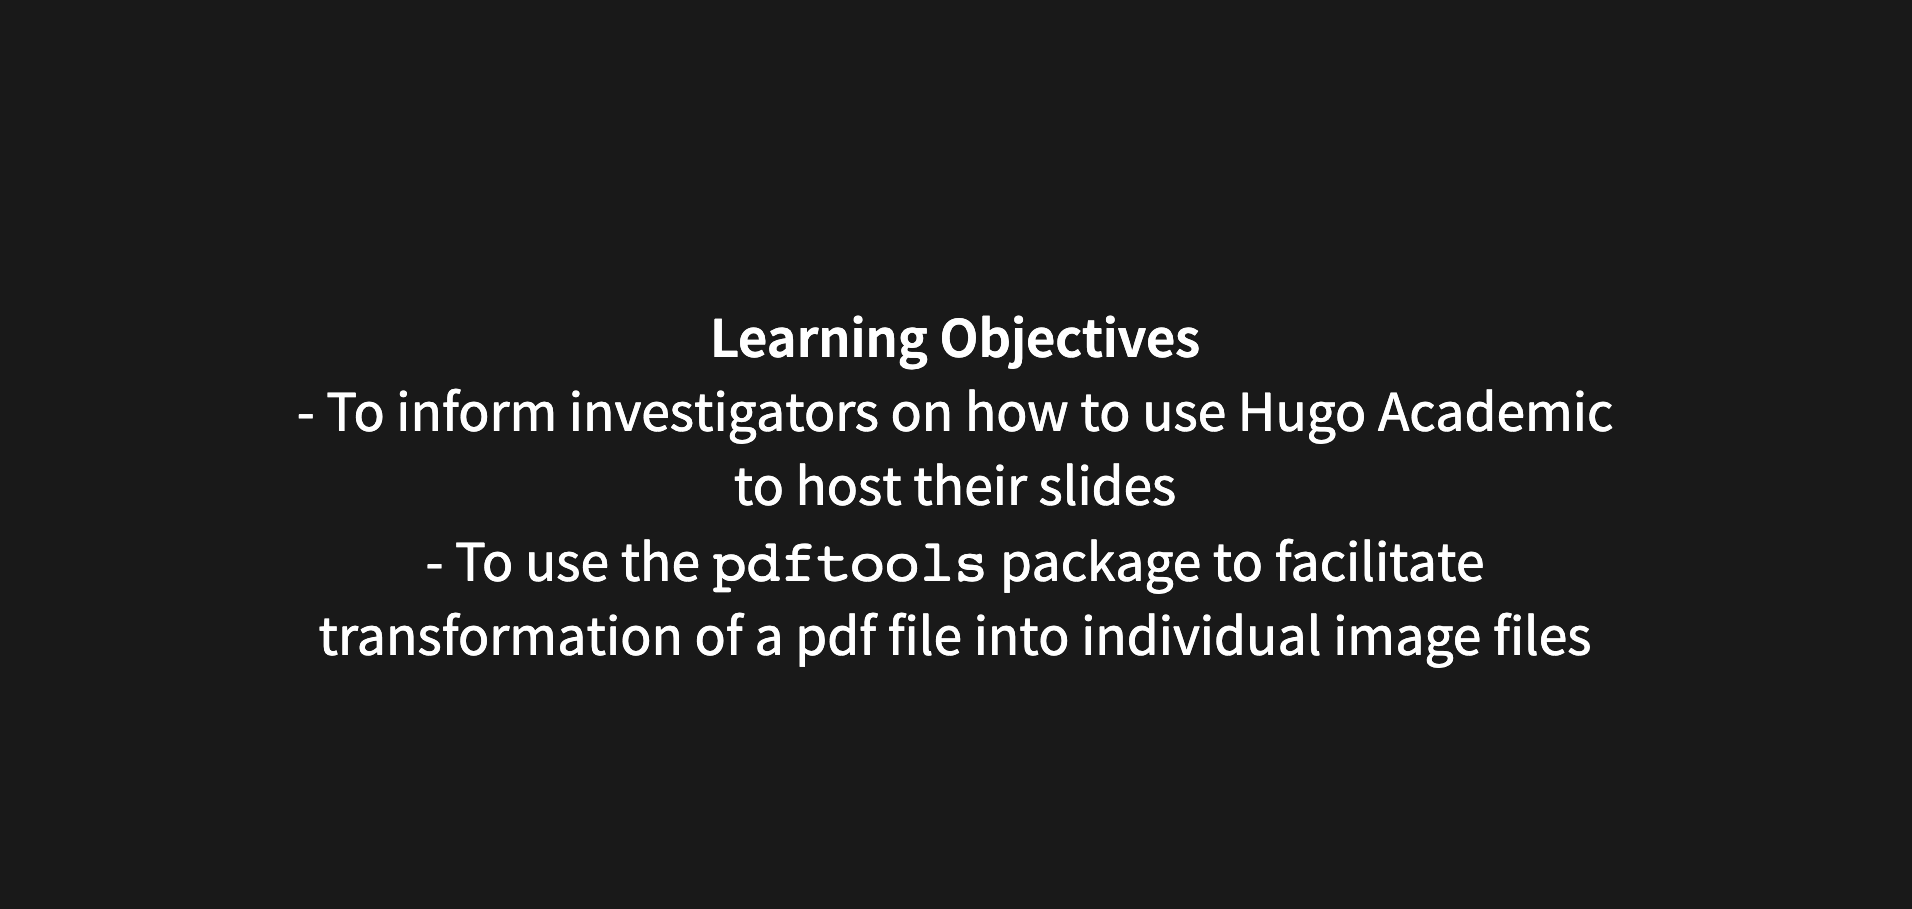 Learning Objectives
- To inform investigators on how to use Hugo Academic
to host their slides
- To use the pdftools package to facilitate
transformation of a pdf file into individual image files